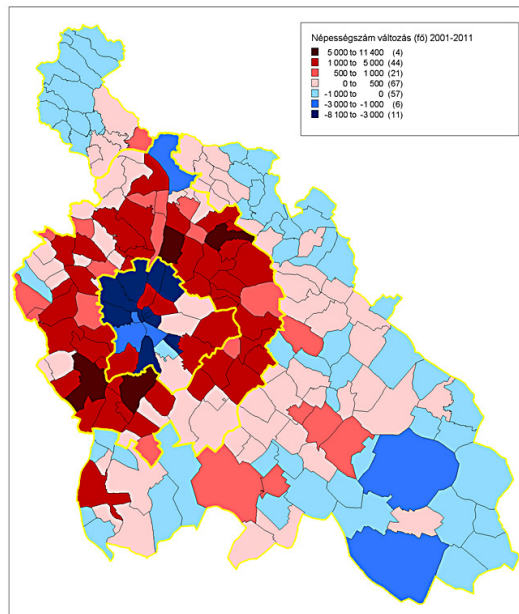 Népességszám változás (fő) 2001-2011
5 000 to 11 400 (4)
1 000 to 5 000 (44)
500 to 1 000 (21)
0 to 500 (67)
-1 000 to 0 (57)
-3 000 to -1 000 (6)
-8 100 to -3 000 (11)